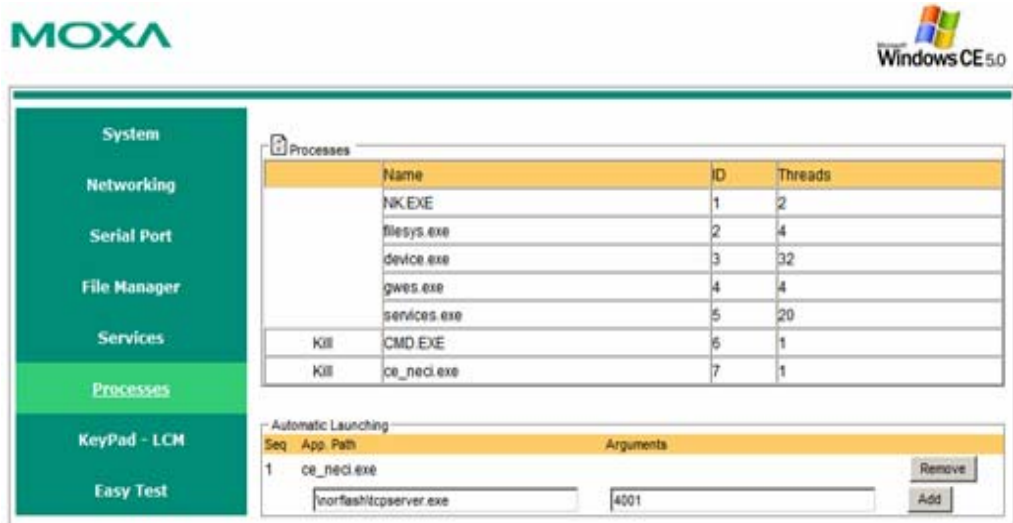 MOXA
Microsoft
Windows CE 5.0
System
Networking
Serial Port
File Manager
Services
Processes
KeyPad - LCM
Easy Test
Processes
Name ID Threads
NK.EXE 1 2
filesys.exe 2 4
device.exe 3 32
gwes.exe 4 4
services.exe 5 20
Kill CMD.EXE 6 1
Kill ce_neci.exe 7 1
Automatic Launching
Seq App. Path Arguments
1 ce_neci.exe Remove
\norflash\tcpserver.exe 4001 Add